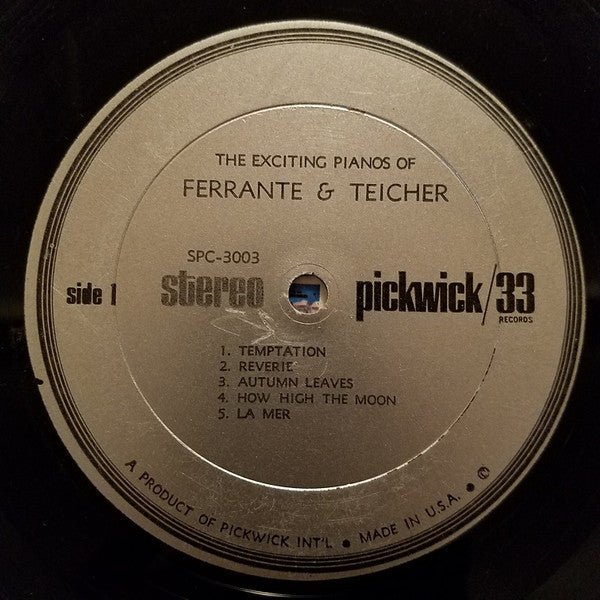 THE EXCITING PIANOS OF
FERRANTE & TEICHER
SPC-3003
side 1
stereo
pickwick/33
RECORDS
1. TEMPTATION
2. REVERIE
3. AUTUMN LEAVES
4. HOW HIGH THE MOON
5. LA MER
A PRODUCT OF PICKWICK INT'L • MADE IN U.S.A. •